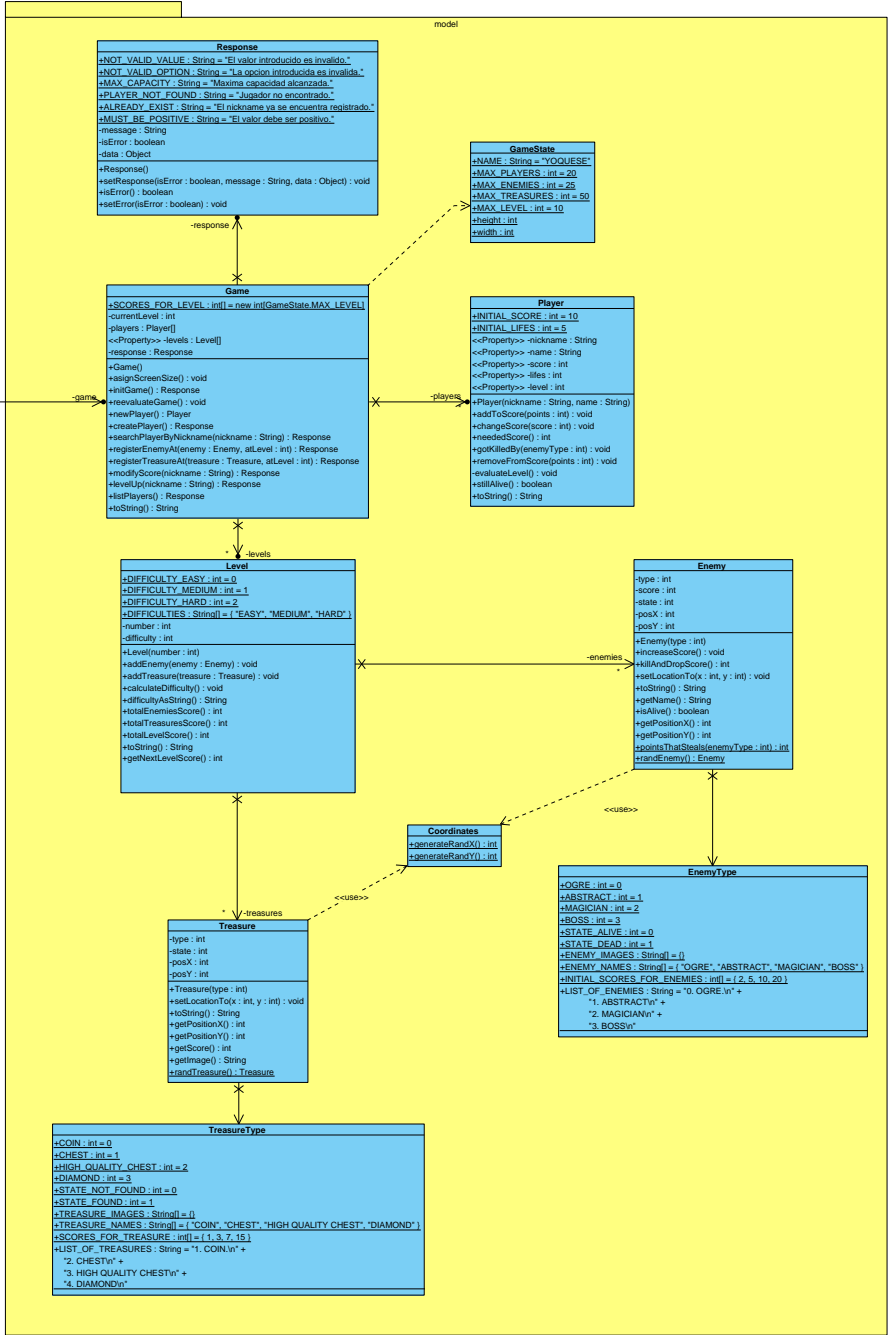 model
Response
+NOT_VALID_VALUE : String = "El valor introducido es invalido."
+NOT_VALID_OPTION : String = "La opcion introducida es invalida."
+MAX_CAPACITY : String = "Maxima capacidad alcanzada."
+PLAYER_NOT_FOUND : String = "Jugador no encontrado."
+ALREADY_EXIST : String = "El nickname ya se encuentra registrado."
+MUST_BE_POSITIVE : String = "El valor debe ser positivo."
-message : String
-isError : boolean
-data : Object
+Response()
+setResponse(isError : boolean, message : String, data : Object) : void
+isError() : boolean
+setError(isError : boolean) : void
GameState
+NAME : String = "YOQUESE"
+MAX_PLAYERS : int = 20
+MAX_ENEMIES : int = 25
+MAX_TREASURES : int = 50
+MAX_LEVEL : int = 10
+height : int
+width : int
-response
Game
+SCORES_FOR_LEVEL : int[] = new int[GameState.MAX_LEVEL]
-currentLevel : int
-players : Player[]
<<Property>> -levels : Level[]
-response : Response
+Game()
+asignScreenSize() : void
+initGame() : Response
+reevaluateGame() : void
+newPlayer() : Player
+createPlayer() : Response
+searchPlayerByNickname(nickname : String) : Response
+registerEnemyAt(enemy : Enemy, atLevel : int) : Response
+registerTreasureAt(treasure : Treasure, atLevel : int) : Response
+modifyScore(nickname : String) : Response
+levelUp(nickname : String) : Response
+listPlayers() : Response
+toString() : String
-game
Player
+INITIAL_SCORE : int = 10
+INITIAL_LIFES : int = 5
<<Property>> -nickname : String
<<Property>> -name : String
<<Property>> -score : int
<<Property>> -lifes : int
<<Property>> -level : int
+Player(nickname : String, name : String)
+addToScore(points : int) : void
+changeScore(score : int) : void
+neededScore() : int
+gotKilledBy(enemyType : int) : void
+removeFromScore(points : int) : void
-evaluateLevel() : void
+stillAlive() : boolean
+toString() : String
-players
*
* -levels
Level
+DIFFICULTY_EASY : int = 0
+DIFFICULTY_MEDIUM : int = 1
+DIFFICULTY_HARD : int = 2
+DIFFICULTIES : String[] = { "EASY", "MEDIUM", "HARD" }
-number : int
-difficulty : int
+Level(number : int)
+addEnemy(enemy : Enemy) : void
+addTreasure(treasure : Treasure) : void
+calculateDifficulty() : void
+difficultyAsString() : String
+totalEnemiesScore() : int
+totalTreasuresScore() : int
+totalLevelScore() : int
+toString() : String
+getNextLevelScore() : int
-enemies
*
Enemy
-type : int
-score : int
-state : int
-posX : int
-posY : int
+Enemy(type : int)
+increaseScore() : void
+killAndDropScore() : int
+setLocationTo(x : int, y : int) : void
+toString() : String
+getName() : String
+isAlive() : boolean
+getPositionX() : int
+getPositionY() : int
+pointsThatSteals(enemyType : int) : int
+randEnemy() : Enemy
<<use>>
Coordinates
+generateRandX() : int
+generateRandY() : int
<<use>>
* -treasures
Treasure
-type : int
-state : int
-posX : int
-posY : int
+Treasure(type : int)
+setLocationTo(x : int, y : int) : void
+toString() : String
+getPositionX() : int
+getPositionY() : int
+getScore() : int
+getImage() : String
+randTreasure() : Treasure
EnemyType
+OGRE : int = 0
+ABSTRACT : int = 1
+MAGICIAN : int = 2
+BOSS : int = 3
+STATE_ALIVE : int = 0
+STATE_DEAD : int = 1
+ENEMY_IMAGES : String[] = {}
+ENEMY_NAMES : String[] = { "OGRE", "ABSTRACT", "MAGICIAN", "BOSS" }
+INITIAL_SCORES_FOR_ENEMIES : int[] = { 2, 5, 10, 20 }
+LIST_OF_ENEMIES : String = "0. OGRE.\n" +
"1. ABSTRACT\n" +
"2. MAGICIAN\n" +
"3. BOSS\n"
TreasureType
+COIN : int = 0
+CHEST : int = 1
+HIGH_QUALITY_CHEST : int = 2
+DIAMOND : int = 3
+STATE_NOT_FOUND : int = 0
+STATE_FOUND : int = 1
+TREASURE_IMAGES : String[] = {}
+TREASURE_NAMES : String[] = { "COIN", "CHEST", "HIGH QUALITY CHEST", "DIAMOND" }
+SCORES_FOR_TREASURE : int[] = { 1, 3, 7, 15 }
+LIST_OF_TREASURES : String = "1. COIN.\n" +
"2. CHEST\n" +
"3. HIGH QUALITY CHEST\n" +
"4. DIAMOND\n"